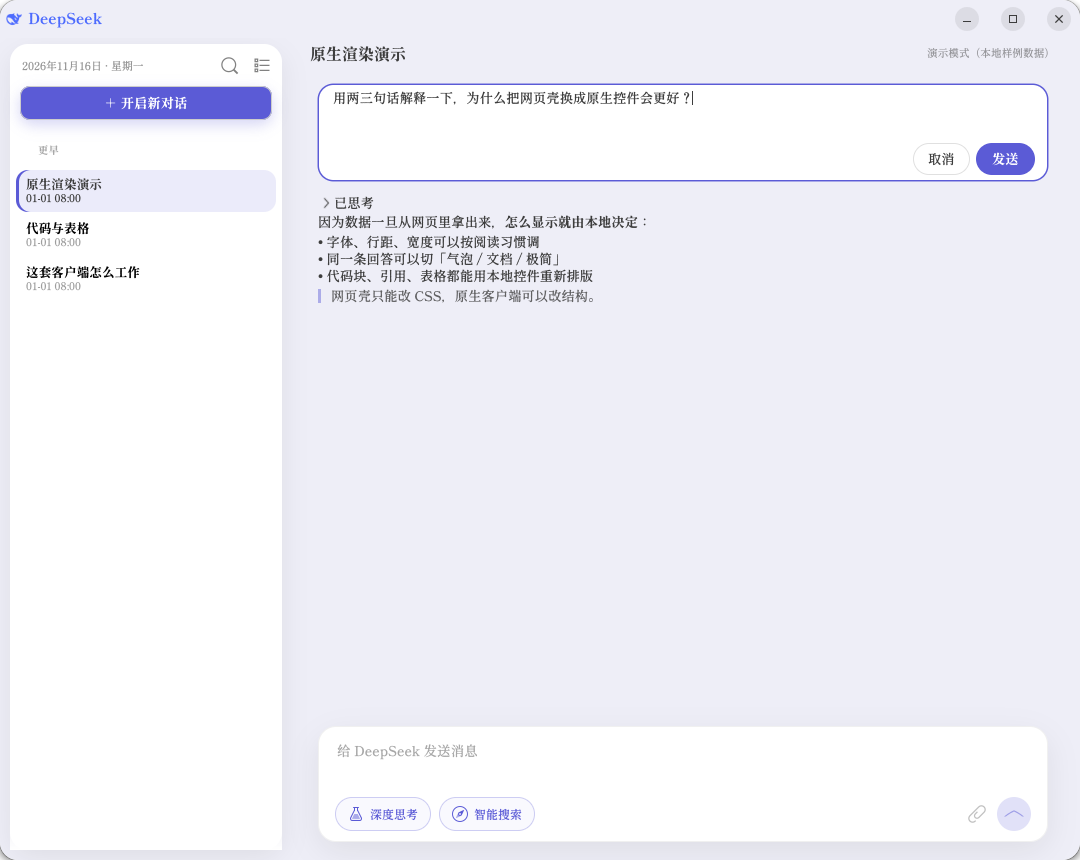 DeepSeek
2026年11月16日 · 星期一
+ 开启新对话
更早
原生渲染演示
01-01 08:00
代码与表格
01-01 08:00
这套客户端怎么工作
01-01 08:00
原生渲染演示
演示模式（本地样例数据）
用两三句话解释一下，为什么把网页壳换成原生控件会更好？
取消
发送
已思考
因为数据一旦从网页里拿出来，怎么显示就由本地决定：
• 字体、行距、宽度可以按阅读习惯调
• 同一条回答可以切「气泡 / 文档 / 极简」
• 代码块、引用、表格都能用本地控件重新排版
网页壳只能改 CSS，原生客户端可以改结构。
给 DeepSeek 发送消息
深度思考
智能搜索